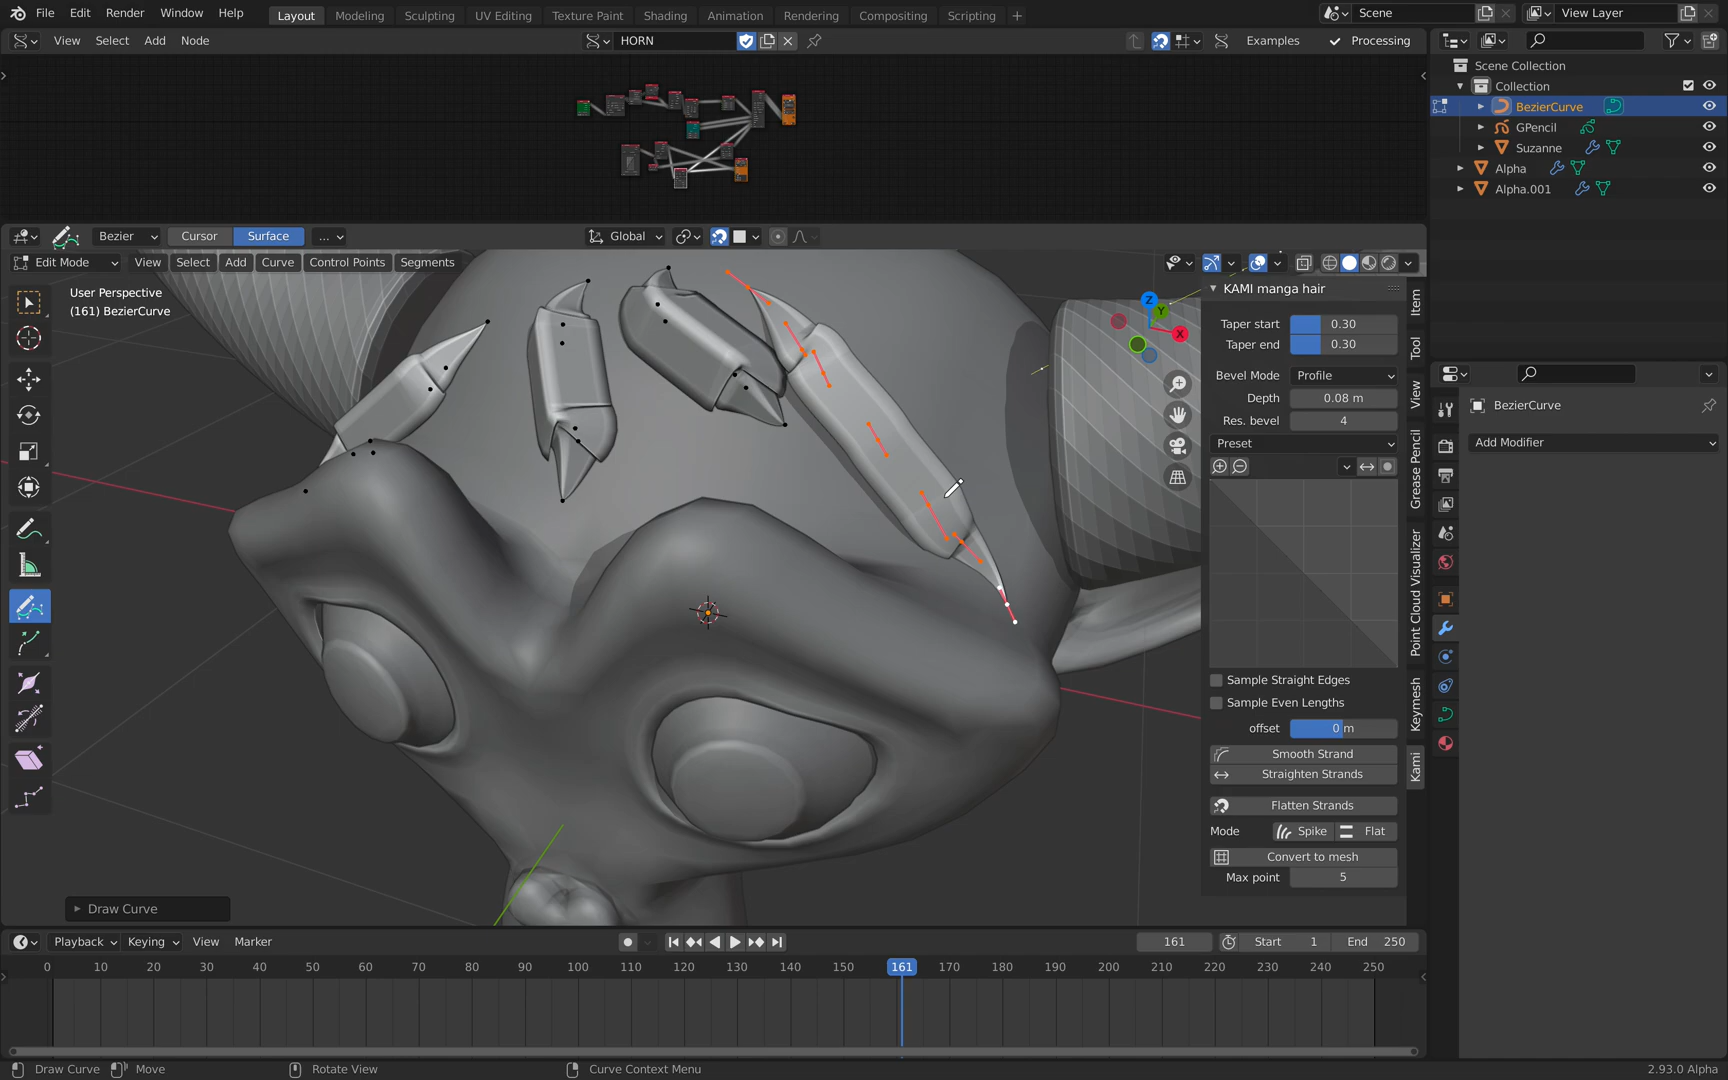 File Edit Render Window Help Layout Modeling Sculpting UV Editing Texture Paint Shading Animation Rendering Compositing Scripting + Scene View Layer
View Select Add Node HORN Examples Processing
Scene Collection
Collection
BezierCurve
GPencil
Suzanne
Alpha
Alpha.001
Bezier Cursor Surface ... Global
Edit Mode View Select Add Curve Control Points Segments
User Perspective
(161) BezierCurve
Z
Y
X
KAMI manga hair
Taper start 0.30
Taper end 0.30
Bevel Mode Profile
Depth 0.08 m
Res. bevel 4
Preset
Sample Straight Edges
Sample Even Lengths
offset 0 m
Smooth Strand
Straighten Strands
Flatten Strands
Mode Spike Flat
Convert to mesh
Max point 5
Item
Tool
View
Grease Pencil
Point Cloud Visualizer
Keymesh
Kami
BezierCurve
Add Modifier
Draw Curve
Playback Keying View Marker 161 Start 1 End 250
0 10 20 30 40 50 60 70 80 90 100 110 120 130 140 150 161 170 180 190 200 210 220 230 240 250
Draw Curve Move Rotate View Curve Context Menu 2.93.0 Alpha